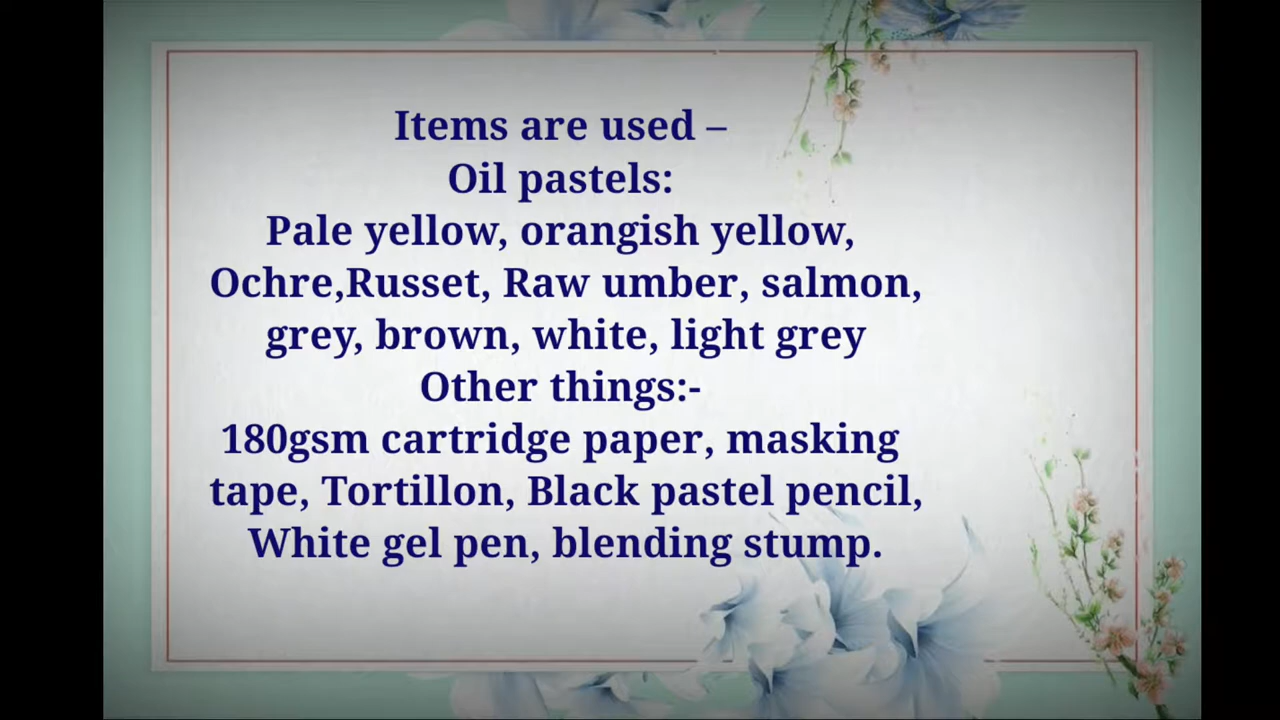 Items are used –
Oil pastels:
Pale yellow, orangish yellow,
Ochre,Russet, Raw umber, salmon,
grey, brown, white, light grey
Other things:-
180gsm cartridge paper, masking
tape, Tortillon, Black pastel pencil,
White gel pen, blending stump.